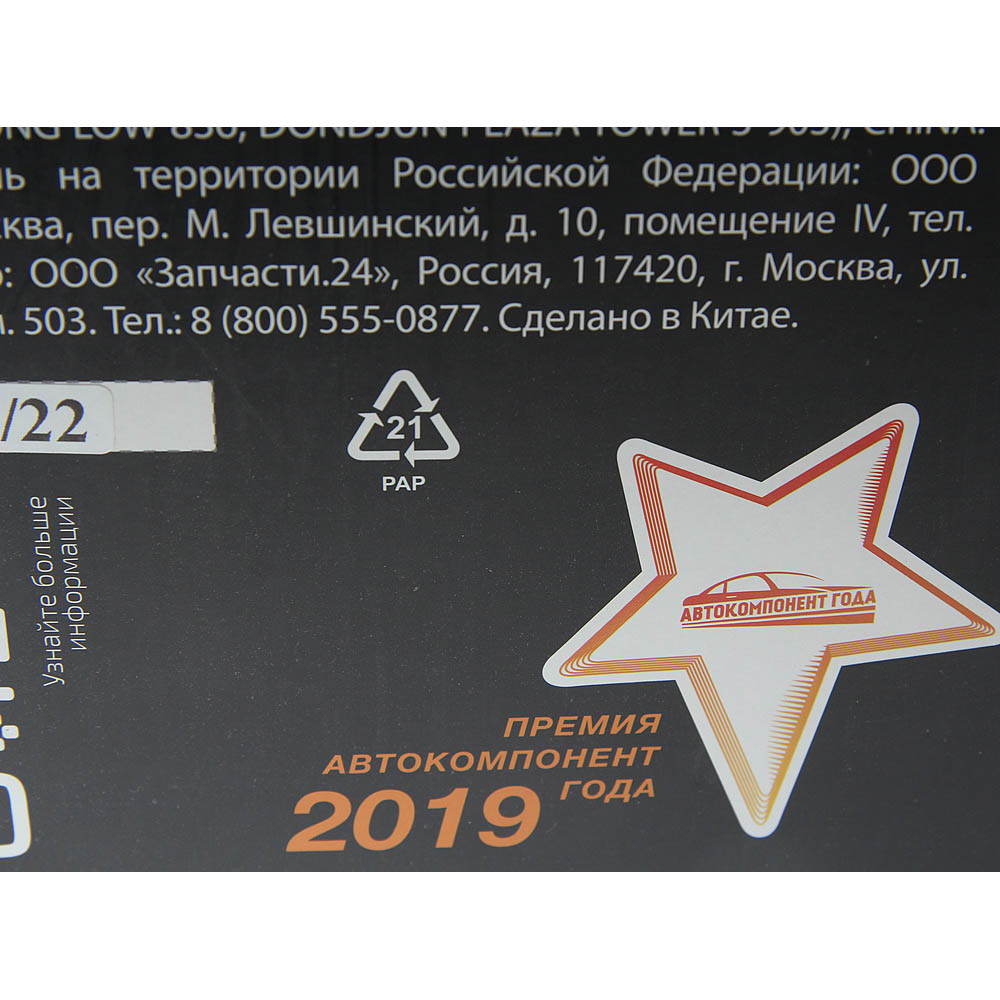 ь на территории Российской Федерации: ООО
ква, пер. М. Левшинский, д. 10, помещение IV, тел.
: ООО «Запчасти.24», Россия, 117420, г. Москва, ул.
. 503. Тел.: 8 (800) 555-0877. Сделано в Китае.
/22
21
PAP
Узнайте больше
информации
АВТОКОМПОНЕНТ ГОДА
ПРЕМИЯ
АВТОКОМПОНЕНТ
ГОДА
2019